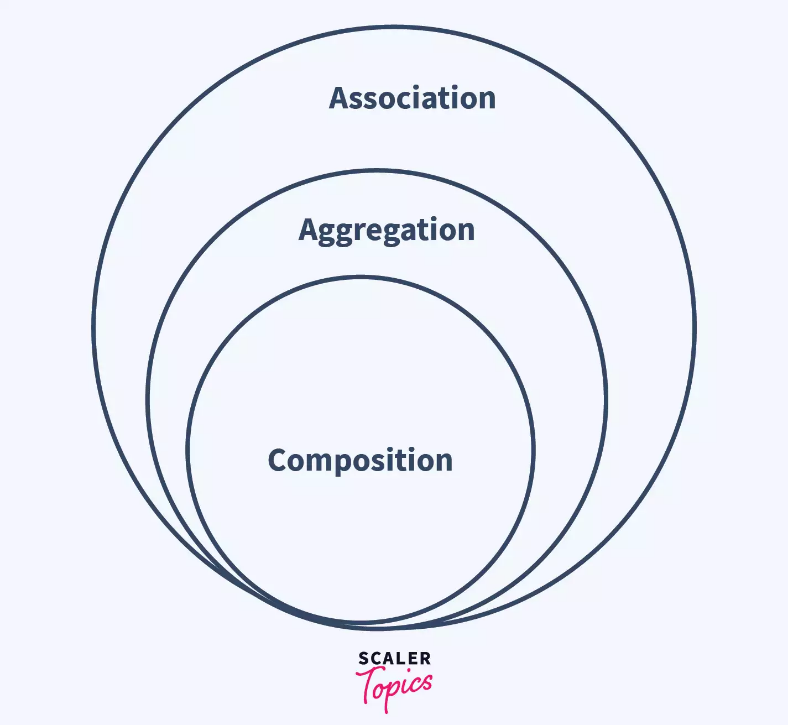 Association
Aggregation
Composition
SCALER
Topics